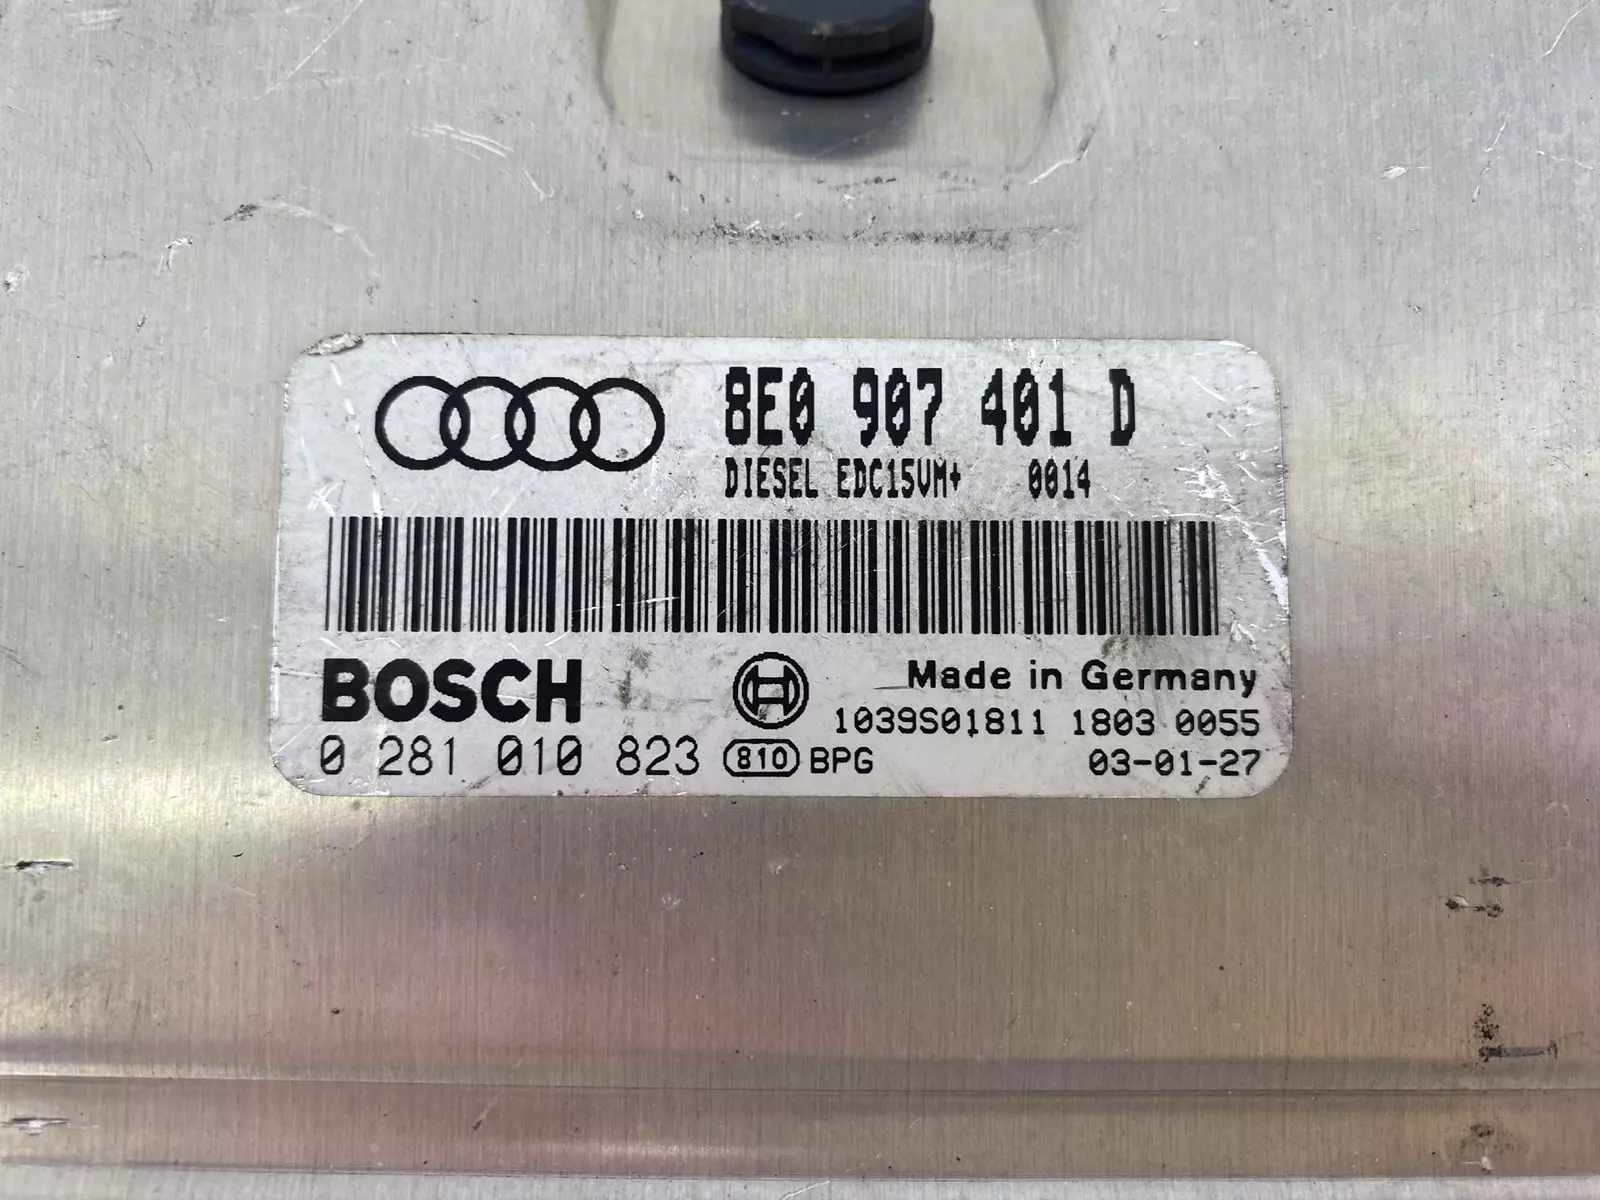 8E0 907 401 D
DIESEL EDC15VM+ 0014
BOSCH
Made in Germany
1039S01811 1803 0055
0 281 010 823 810 BPG 03-01-27